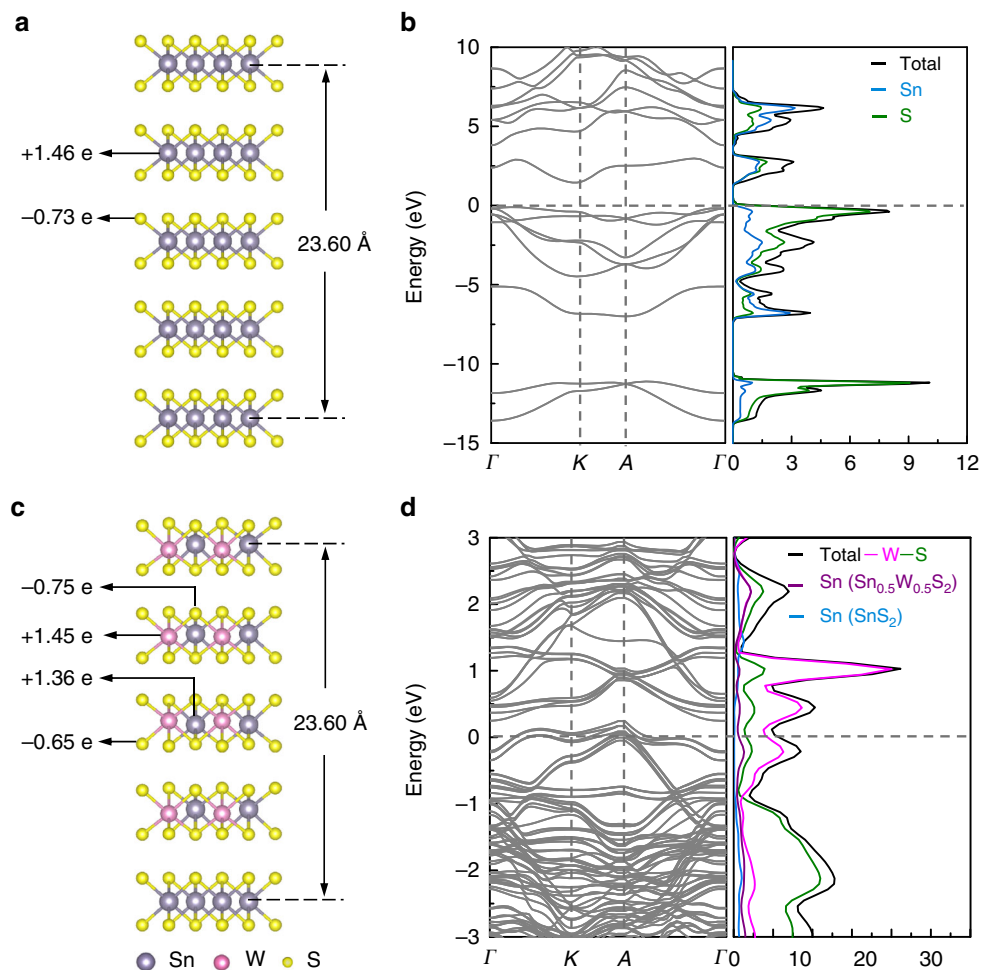 a
+1.46 e
−0.73 e
23.60 Å
b
Energy (eV)
10
5
0
−5
−10
−15
Γ K A Γ
Total
Sn
S
0 3 6 9 12
c
−0.75 e
+1.45 e
+1.36 e
−0.65 e
23.60 Å
Sn W S
d
Energy (eV)
3
2
1
0
−1
−2
−3
Γ K A Γ
Total W S
Sn (Sn0.5W0.5S2)
Sn (SnS2)
0 10 20 30